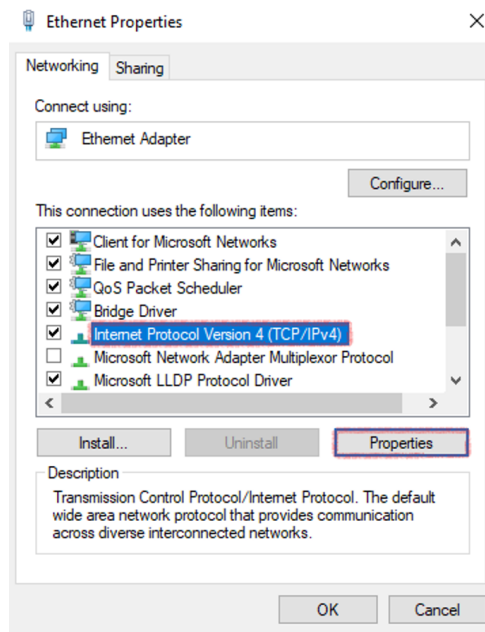 Ethernet Properties
Networking Sharing
Connect using:
Ethernet Adapter
Configure...
This connection uses the following items:
Client for Microsoft Networks
File and Printer Sharing for Microsoft Networks
QoS Packet Scheduler
Bridge Driver
Internet Protocol Version 4 (TCP/IPv4)
Microsoft Network Adapter Multiplexor Protocol
Microsoft LLDP Protocol Driver
Install... Uninstall Properties
Description
Transmission Control Protocol/Internet Protocol. The default
wide area network protocol that provides communication
across diverse interconnected networks.
OK Cancel